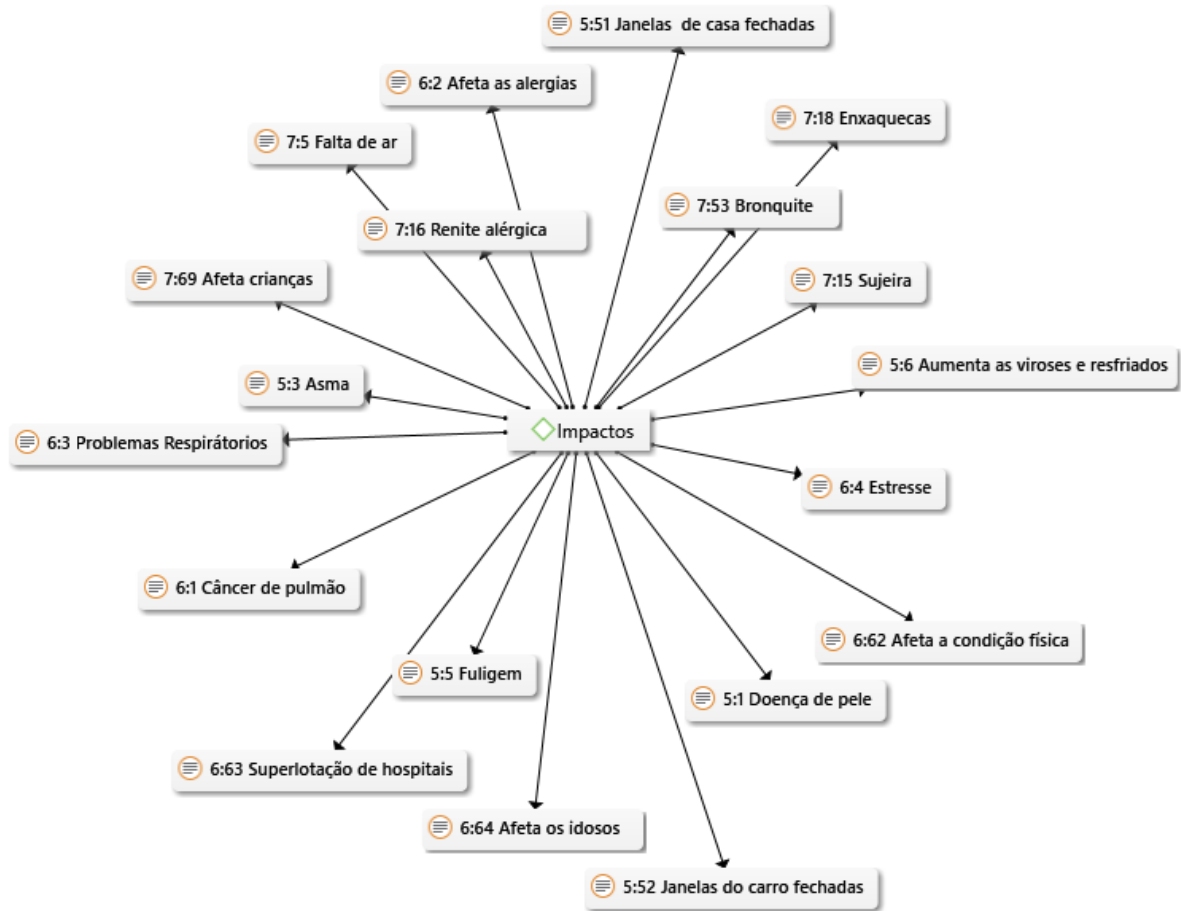 5:51 Janelas de casa fechadas
6:2 Afeta as alergias
7:18 Enxaquecas
7:5 Falta de ar
7:53 Bronquite
7:16 Renite alérgica
7:69 Afeta crianças
7:15 Sujeira
5:6 Aumenta as viroses e resfriados
5:3 Asma
Impactos
6:3 Problemas Respirátorios
6:4 Estresse
6:1 Câncer de pulmão
6:62 Afeta a condição física
5:5 Fuligem
5:1 Doença de pele
6:63 Superlotação de hospitais
6:64 Afeta os idosos
5:52 Janelas do carro fechadas